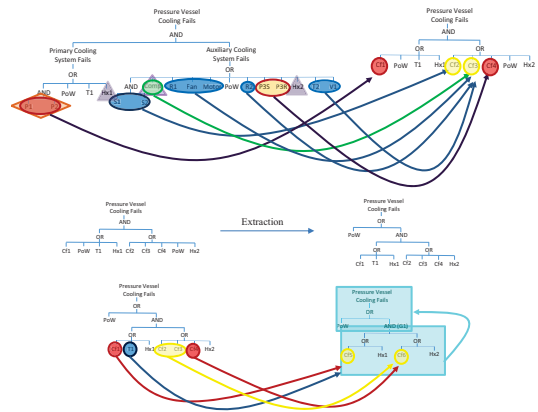 Pressure Vessel
Cooling Fails
AND
Primary Cooling
System Fails
OR
AND PoW T1 Hx1
P1 P2
Auxiliary Cooling
System Fails
OR
AND Comp R1 Fan Motor PoW R2 P3S P3R Hx2 T2 V1
S1 S2
Pressure Vessel
Cooling Fails
AND
OR OR
Cf1 PoW T1 Hx1 Cf2 Cf3 Cf4 PoW Hx2
Pressure Vessel
Cooling Fails
AND
OR OR
Cf1 PoW T1 Hx1 Cf2 Cf3 Cf4 PoW Hx2
Extraction
Pressure Vessel
Cooling Fails
OR
PoW AND
OR OR
Cf1 T1 Hx1 Cf2 Cf3 Cf4 Hx2
Pressure Vessel
Cooling Fails
OR
PoW AND
OR OR
Cf1 T1 Hx1 Cf2 Cf3 Cf4 Hx2
Pressure Vessel
Cooling Fails
OR
PoW AND (G1)
OR OR
Cf5 Hx1 Cf6 Hx2